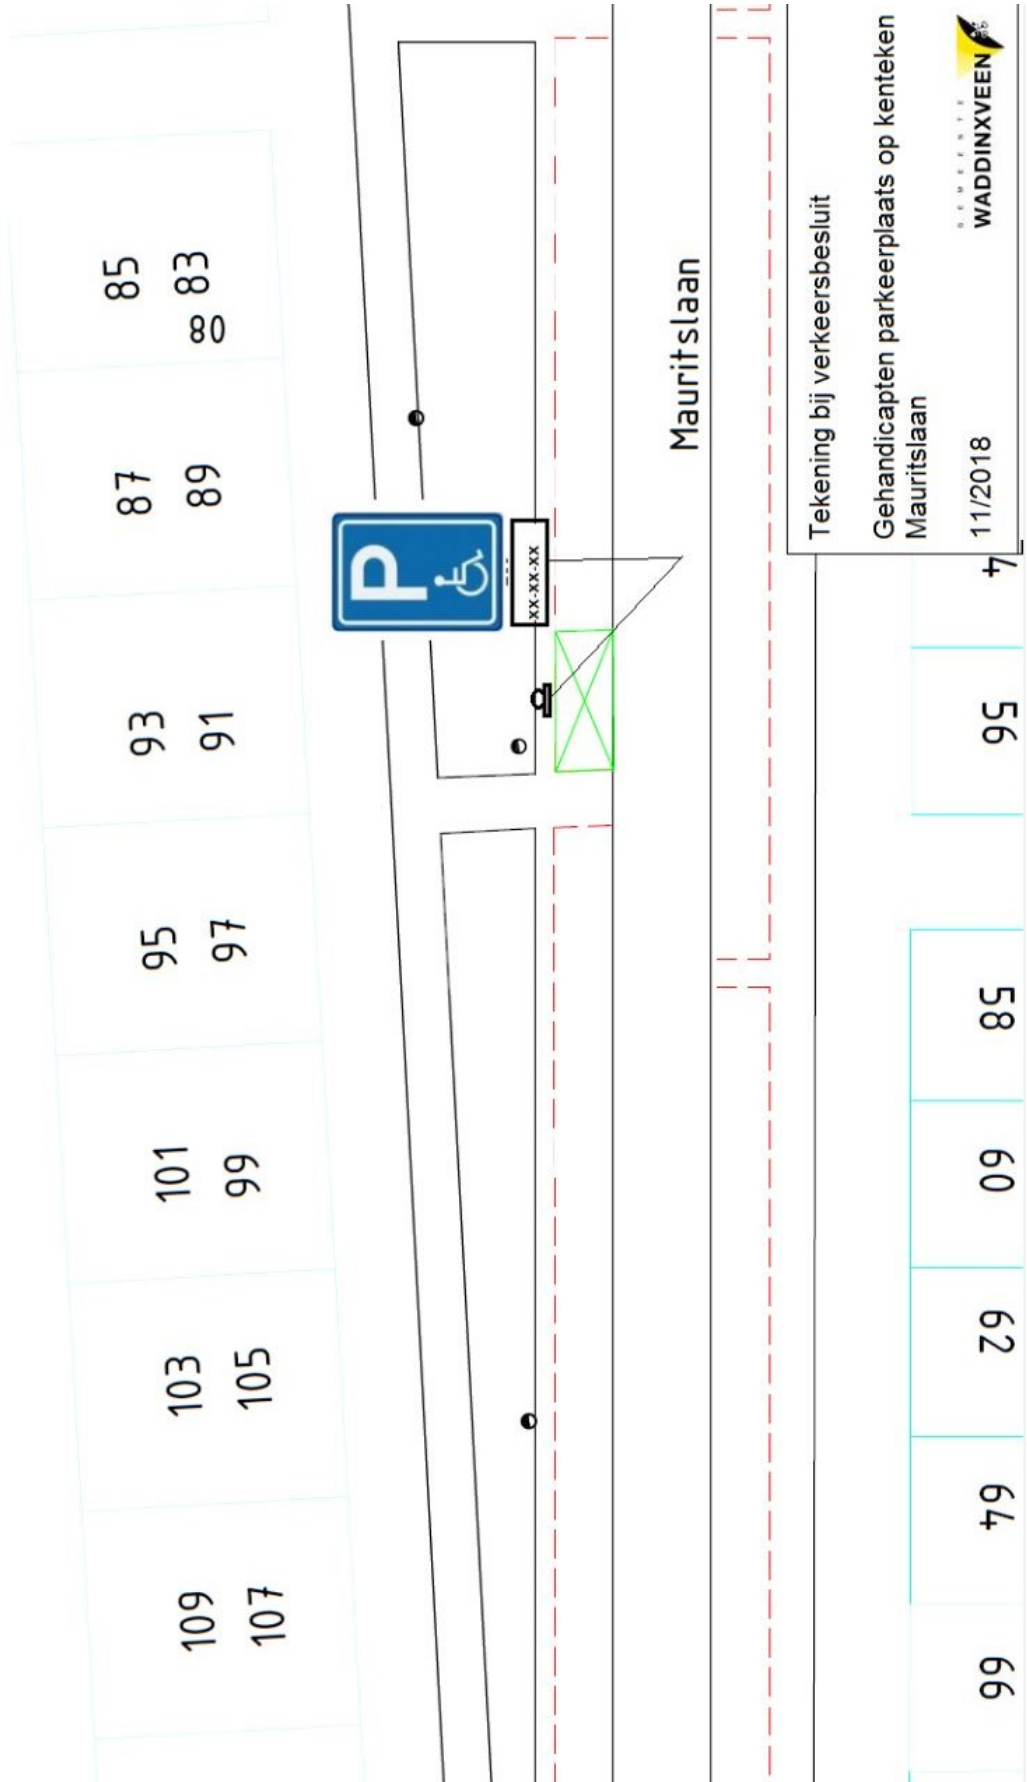 Tekening bij verkeersbesluit
Gehandicapten parkeerplaats op kenteken
Mauritslaan
11/2018
GEMEENTE
WADDINXVEEN
Mauritslaan
P
XX-XX-XX
85
83
80
87
89
93
91
95
97
101
99
103
105
109
107
4
56
58
60
62
64
66